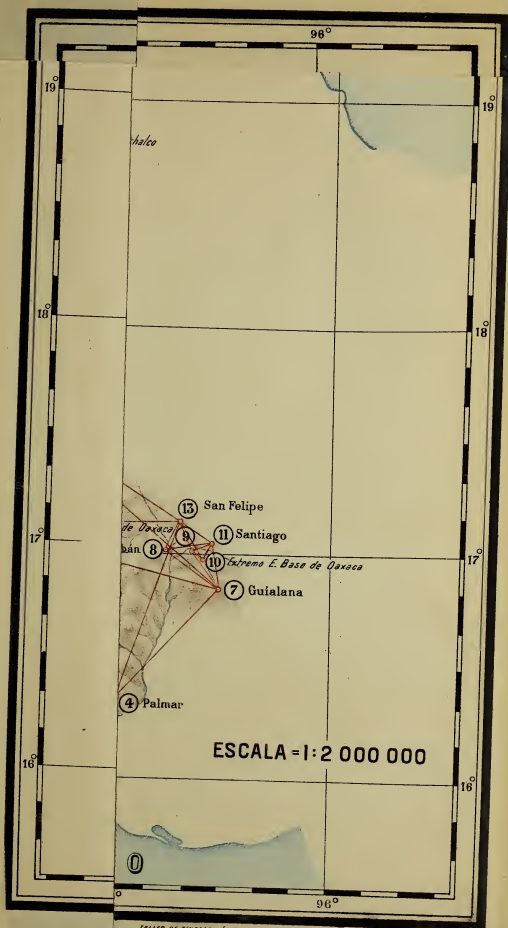 96°
19°
19°
chalco
18°
18°
13 San Felipe
de Oaxaca
9
11 Santiago
17°
bán 8
17°
10 Extremo E. Base de Oaxaca
7 Guialana
4 Palmar
ESCALA = 1:2 000 000
16°
16°
0
96°